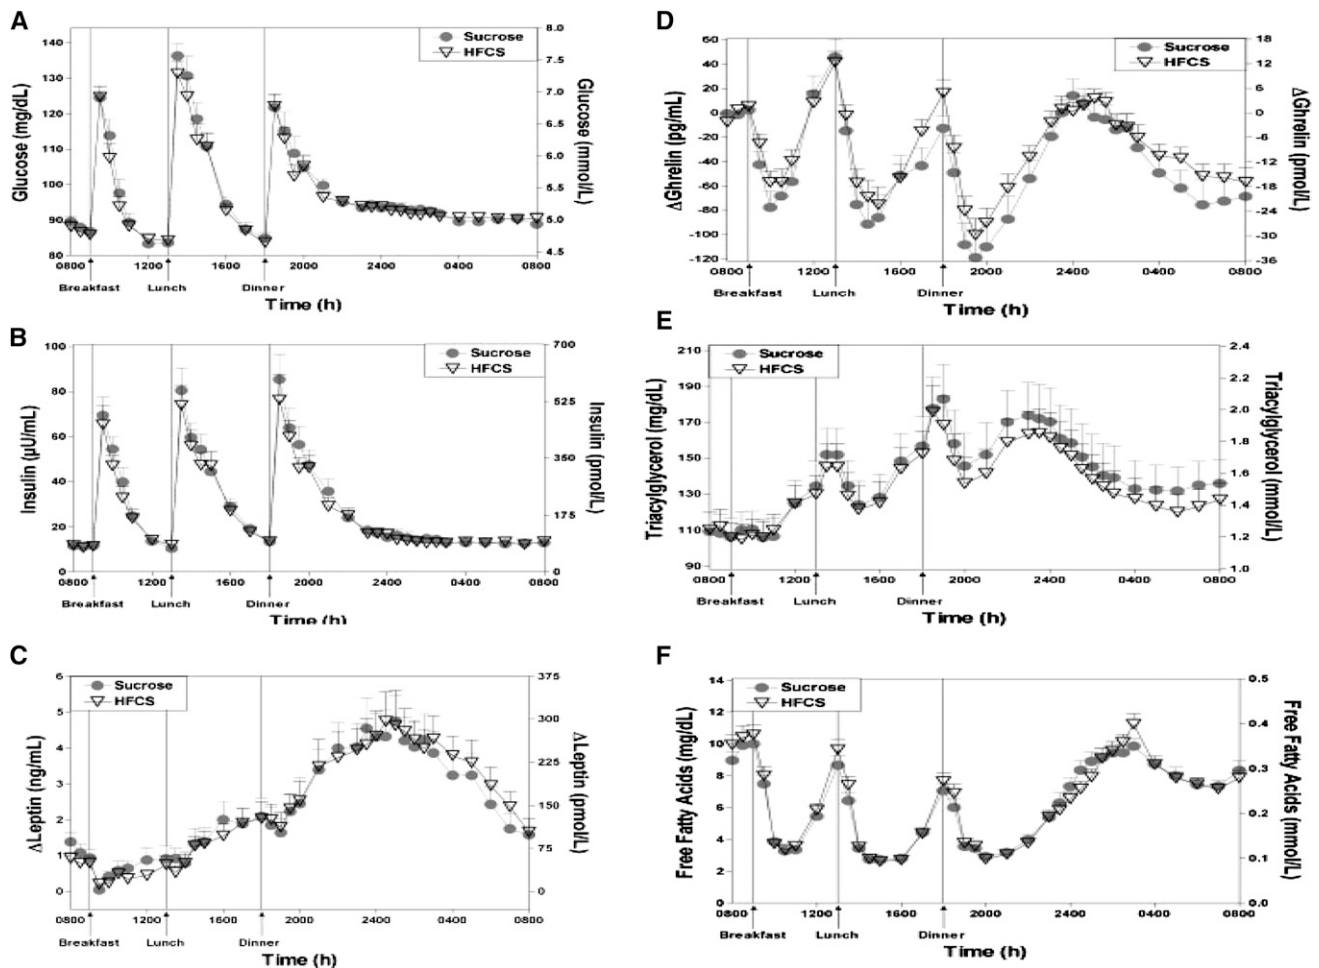 A
Sucrose
HFCS
Glucose (mg/dL)
140
130
120
110
100
90
80
8.0
7.5
7.0
6.5
6.0
5.5
5.0
4.5
Glucose (mmol/L)
0800 1200 1600 2000 2400 0400 0800
Breakfast Lunch Dinner
Time (h)
B
Sucrose
HFCS
Insulin (µU/mL)
100
80
60
40
20
0
700
525
350
175
0
Insulin (pmol/L)
0800 1200 1600 2000 2400 0400 0800
Breakfast Lunch Dinner
Time (h)
C
Sucrose
HFCS
ΔLeptin (ng/mL)
6
5
4
3
2
1
0
375
300
225
150
75
0
ΔLeptin (pmol/L)
0800 1200 1600 2000 2400 0400 0800
Breakfast Lunch Dinner
Time (h)
D
Sucrose
HFCS
ΔGhrelin (pg/mL)
60
40
20
0
-20
-40
-60
-80
-100
-120
18
12
6
0
-6
-12
-18
-24
-30
-36
ΔGhrelin (pmol/L)
0800 1200 1600 2000 2400 0400 0800
Breakfast Lunch Dinner
Time (h)
E
Sucrose
HFCS
Triacylglycerol (mg/dL)
210
190
170
150
130
110
90
2.4
2.2
2.0
1.8
1.6
1.4
1.2
1.0
Triacylglycerol (mmol/L)
0800 1200 1600 2000 2400 0400 0800
Breakfast Lunch Dinner
Time (h)
F
Sucrose
HFCS
Free Fatty Acids (mg/dL)
14
12
10
8
6
4
2
0
0.5
0.4
0.3
0.2
0.1
0.0
Free Fatty Acids (mmol/L)
0800 1200 1600 2000 2400 0400 0800
Breakfast Lunch Dinner
Time (h)